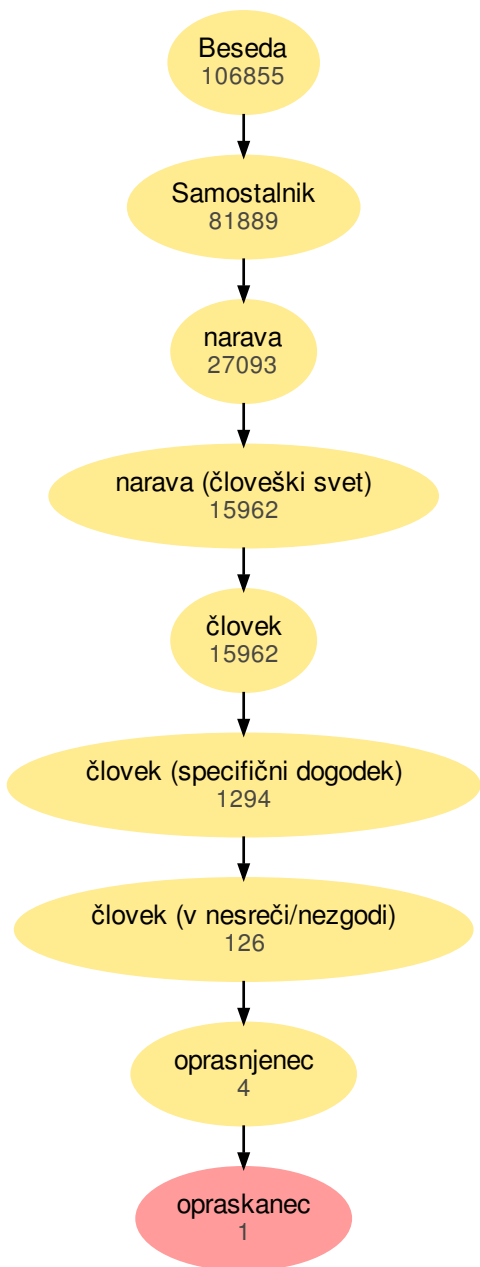 Beseda
106855
Samostalnik
81889
narava
27093
narava (človeški svet)
15962
človek
15962
človek (specifični dogodek)
1294
človek (v nesreči/nezgodi)
126
oprasnjenec
4
opraskanec
1